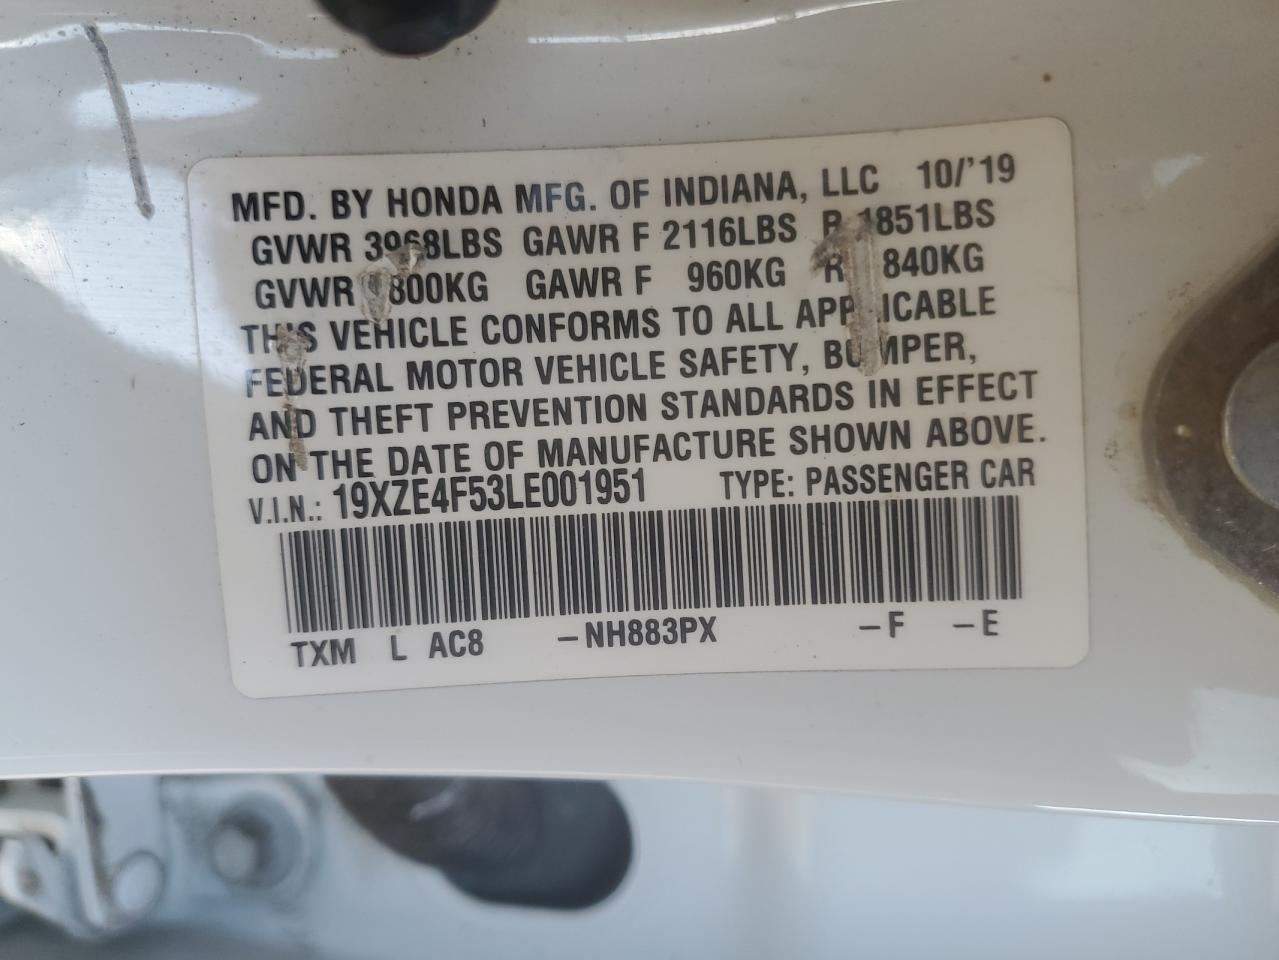 MFD. BY HONDA MFG. OF INDIANA, LLC 10/'19
GVWR 3968LBS GAWR F 2116LBS R 1851LBS
GVWR 1800KG GAWR F 960KG R 840KG
THIS VEHICLE CONFORMS TO ALL APPLICABLE
FEDERAL MOTOR VEHICLE SAFETY, BUMPER,
AND THEFT PREVENTION STANDARDS IN EFFECT
ON THE DATE OF MANUFACTURE SHOWN ABOVE.
V.I.N.: 19XZE4F53LE001951 TYPE: PASSENGER CAR
TXM L AC8 –NH883PX –F –E